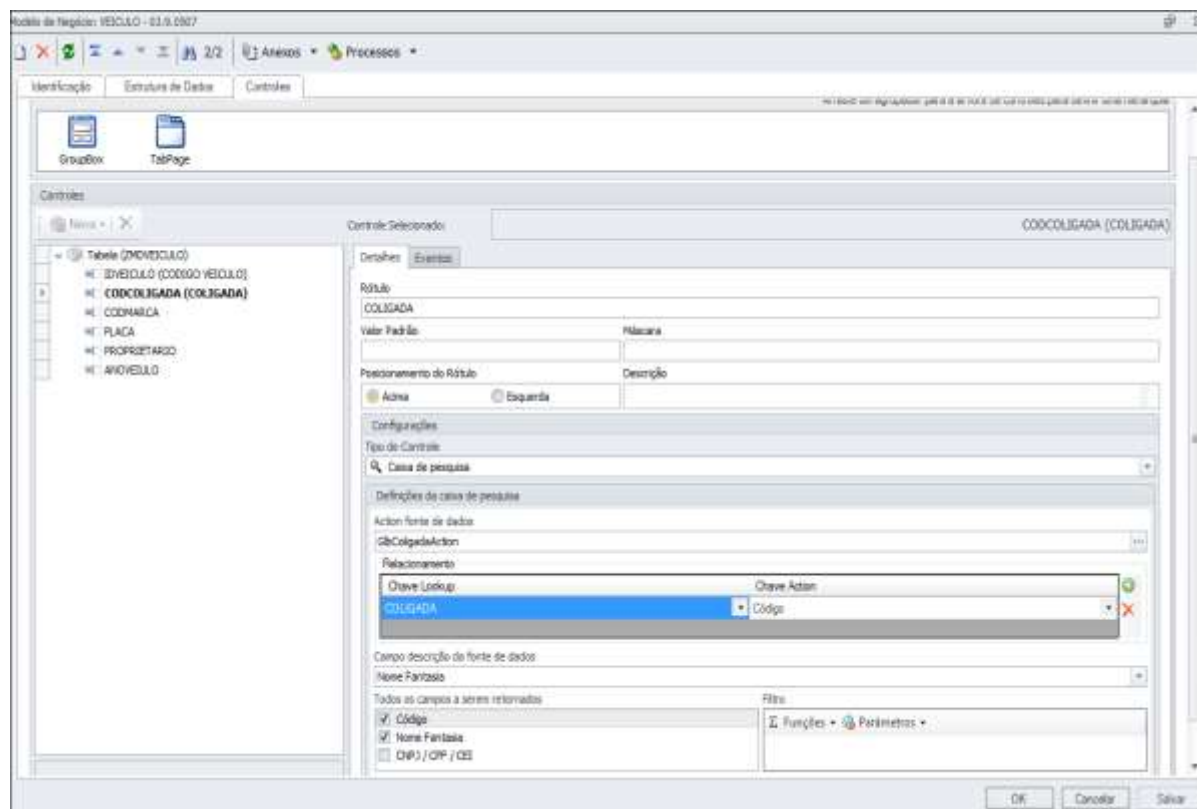 Modelo de Negócio: VEICULO - 03.9.0907
2/2 Anexos Processos
Identificação Estrutura de Dados Controles
GroupBox TabPage
Controles
Novo
Controle Selecionado: CODCOLIGADA (COLIGADA)
Tabela (ZMDVEICULO)
IDVEICULO (CODIGO VEICULO)
CODCOLIGADA (COLIGADA)
CODMARCA
PLACA
PROPRIETARIO
ANOVEIULO
Detalhes Eventos
Rótulo
COLIGADA
Valor Padrão Máscara
Posicionamento do Rótulo Descrição
Acima Esquerda
Configurações
Tipo do Controle
Caixa de pesquisa
Definições da caixa de pesquisa
Action fonte de dados
GlbColigadaAction
Relacionamento
Chave Lookup Chave Action
COLIGADA Código
Campo descrição da fonte de dados
Nome Fantasia
Todos os campos a serem retornados Filtro
Código
Nome Fantasia
CNPJ / CPF / CEI
Σ Funções Parâmetros
OK Cancelar Salvar